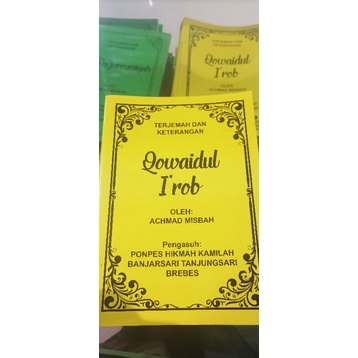 TERJEMAH DAN
KETERANGAN
Qowaidul
I'rob
OLEH:
ACHMAD MISBAH
Pengasuh:
PONPES HIKMAH KAMILAH
BANJARSARI TANJUNGSARI
BREBES
Qowaidul
I'rob